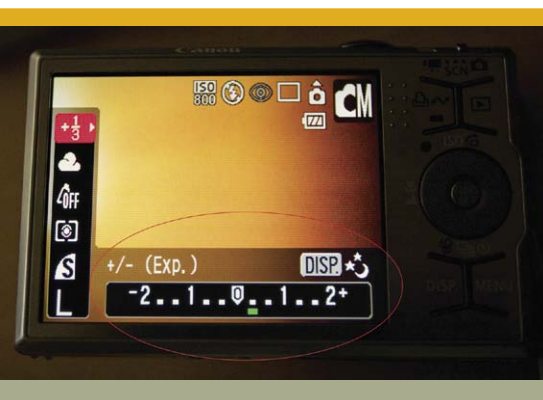 Canon
ISO 800
CM
SCN
+1/3
OFF
S
L
+/- (Exp.) DISP.
-2..1..0..1..2+
DISP. MENU